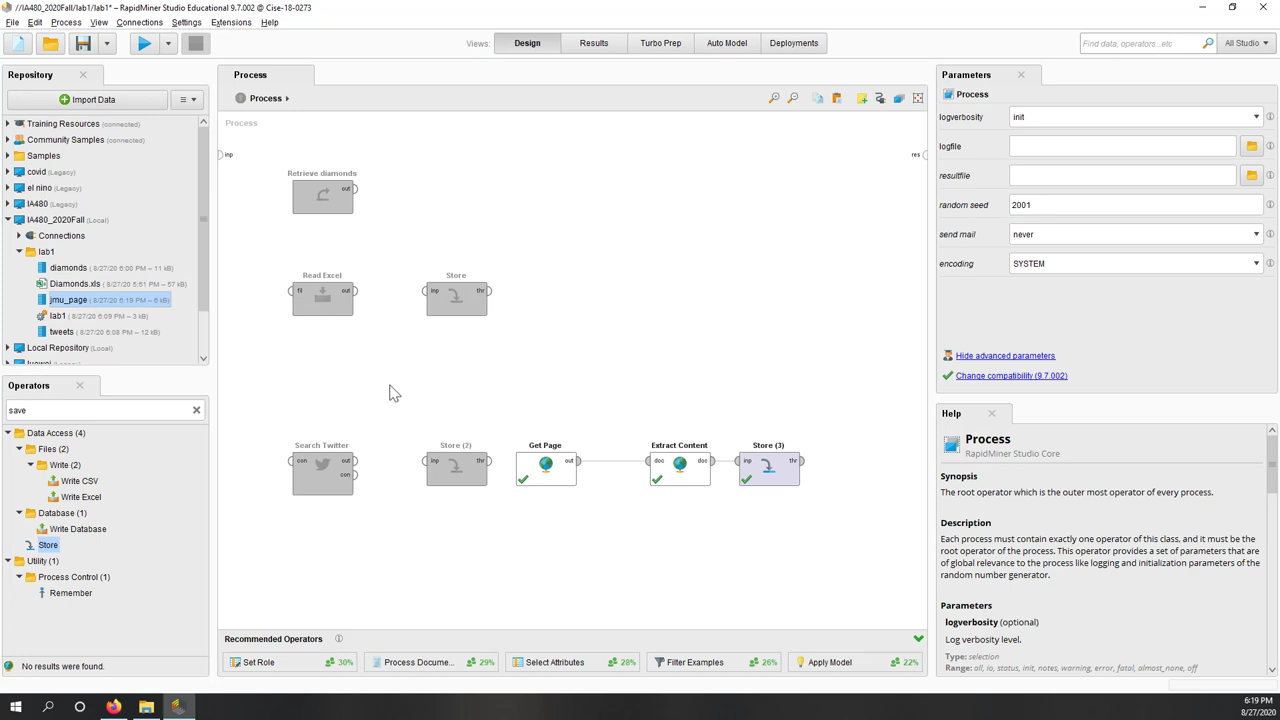 //IA480_2020Fall/lab1/lab1* – RapidMiner Studio Educational 9.7.002 @ Cise-18-0273
File Edit Process View Connections Settings Extensions Help
Views: Design Results Turbo Prep Auto Model Deployments
Find data, operators...etc All Studio
Repository
Import Data
Training Resources (connected)
Community Samples (connected)
Samples
covid (Legacy)
el nino (Legacy)
IA480 (Legacy)
IA480_2020Fall (Local)
Connections
lab1
diamonds (8/27/20 6:00 PM – 11 kB)
Diamonds.xls (8/27/20 5:51 PM – 57 kB)
jmu_page (8/27/20 6:19 PM – 6 kB)
lab1 (8/27/20 6:09 PM – 3 kB)
tweets (8/27/20 6:08 PM – 12 kB)
Local Repository (Local)
Operators
save
Data Access (4)
Files (2)
Write (2)
Write CSV
Write Excel
Database (1)
Write Database
Store
Utility (1)
Process Control (1)
Remember
No results were found.
Process
Process
Process
inp
res
Retrieve diamonds
out
Read Excel
fil out
Store
inp thr
Search Twitter
con out
con
Store (2)
inp thr
Get Page
out
Extract Content
doc doc
Store (3)
inp thr
Recommended Operators
Set Role 30%
Process Docume... 29%
Select Attributes 28%
Filter Examples 26%
Apply Model 22%
Parameters
Process
logverbosity init
logfile
resultfile
random seed 2001
send mail never
encoding SYSTEM
Hide advanced parameters
Change compatibility (9.7.002)
Help
Process
RapidMiner Studio Core
Synopsis
The root operator which is the outer most operator of every process.
Description
Each process must contain exactly one operator of this class, and it must be the
root operator of the process. This operator provides a set of parameters that are
of global relevance to the process like logging and initialization parameters of the
random number generator.
Parameters
logverbosity (optional)
Log verbosity level.
Type: selection
Range: all, io, status, init, notes, warning, error, fatal, almost_none, off
6:19 PM
8/27/2020